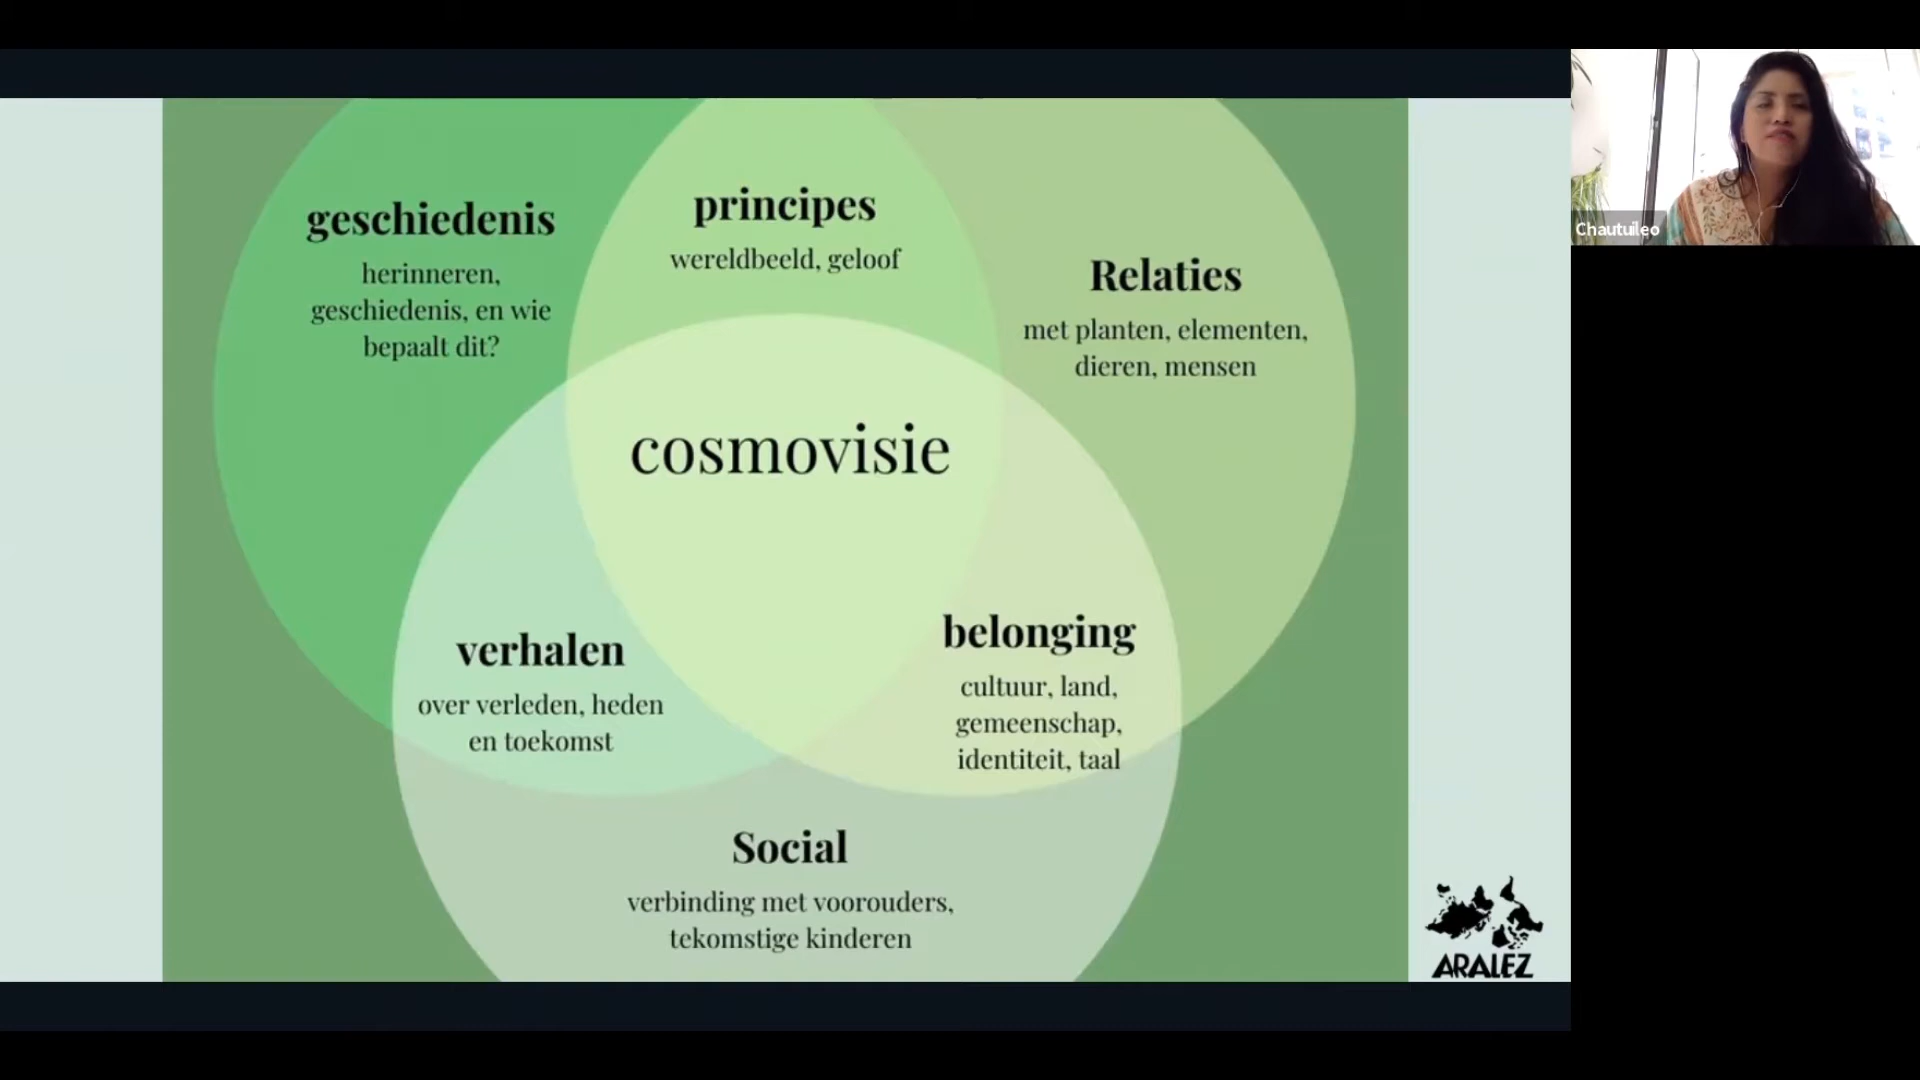 geschiedenis
herinneren,
geschiedenis, en wie
bepaalt dit?
principes
wereldbeeld, geloof
Relaties
met planten, elementen,
dieren, mensen
cosmovisie
verhalen
over verleden, heden
en toekomst
belonging
cultuur, land,
gemeenschap,
identiteit, taal
Social
verbinding met voorouders,
tekomstige kinderen
ARALEZ
Chautuileo